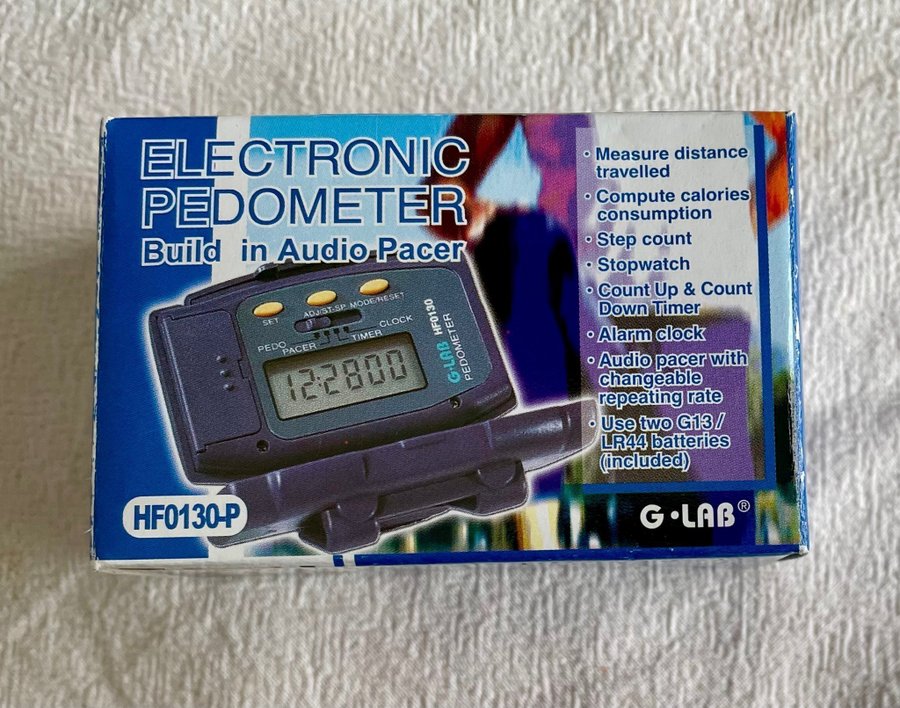 ELECTRONIC
PEDOMETER
Build in Audio Pacer
SET
ADJ/ST-SP MODE/RESET
PEDO
PACER
TIMER
CLOCK
12:2800
G·LAB HF0130
PEDOMETER
HF0130-P
· Measure distance
travelled
· Compute calories
consumption
· Step count
· Stopwatch
· Count Up & Count
Down Timer
· Alarm clock
· Audio pacer with
changeable
repeating rate
· Use two G13 /
LR44 batteries
(included)
G·LAB®